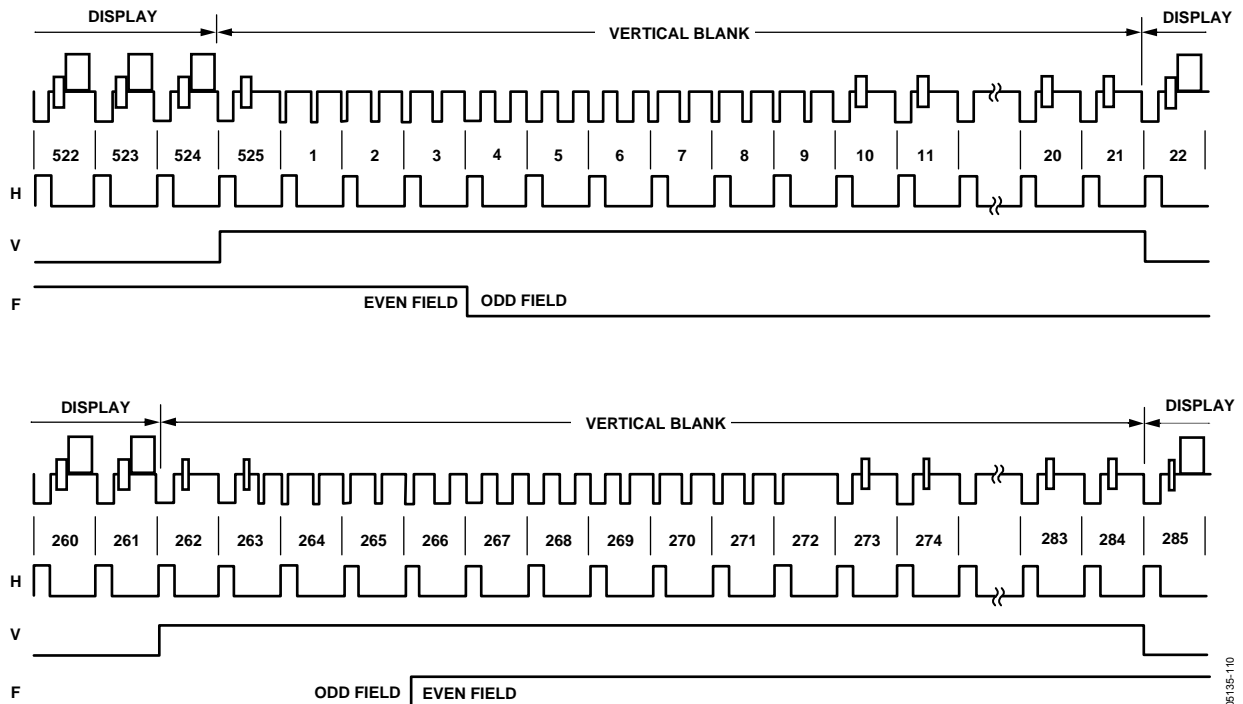 DISPLAY VERTICAL BLANK DISPLAY
522 523 524 525 1 2 3 4 5 6 7 8 9 10 11 20 21 22
H
V
F EVEN FIELD ODD FIELD
DISPLAY VERTICAL BLANK DISPLAY
260 261 262 263 264 265 266 267 268 269 270 271 272 273 274 283 284 285
H
V
F ODD FIELD EVEN FIELD
05135-110